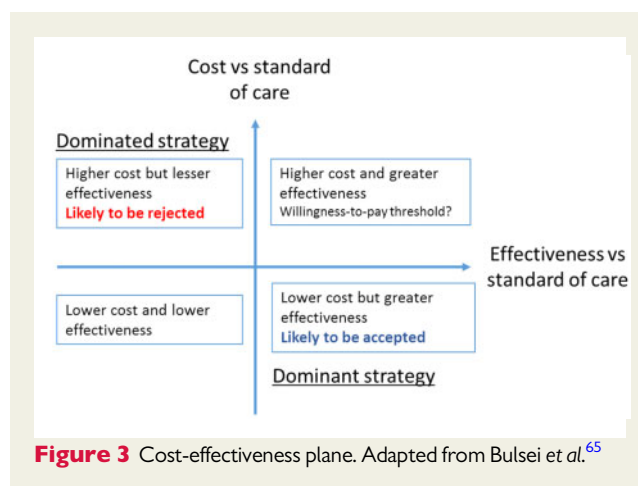 Cost vs standard
of care
Dominated strategy
Higher cost but lesser
effectiveness
Likely to be rejected
Higher cost and greater
effectiveness
Willingness-to-pay threshold?
Effectiveness vs
standard of care
Lower cost and lower
effectiveness
Lower cost but greater
effectiveness
Likely to be accepted
Dominant strategy
Figure 3 Cost-effectiveness plane. Adapted from Bulsei et al.65